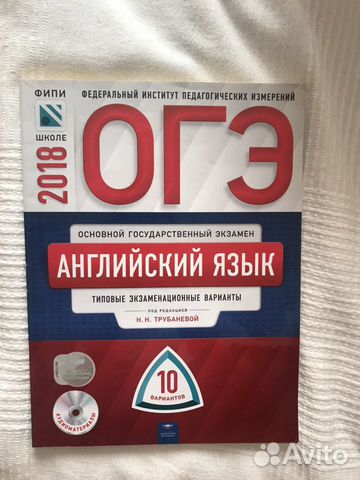 ФИПИ
ШКОЛЕ
ФЕДЕРАЛЬНЫЙ ИНСТИТУТ ПЕДАГОГИЧЕСКИХ ИЗМЕРЕНИЙ
2018
ОГЭ
ОСНОВНОЙ ГОСУДАРСТВЕННЫЙ ЭКЗАМЕН
АНГЛИЙСКИЙ ЯЗЫК
ТИПОВЫЕ ЭКЗАМЕНАЦИОННЫЕ ВАРИАНТЫ
ПОД РЕДАКЦИЕЙ
Н. Н. ТРУБАНЕВОЙ
10
ВАРИАНТОВ
АУДИОМАТЕРИАЛЫ
Avito